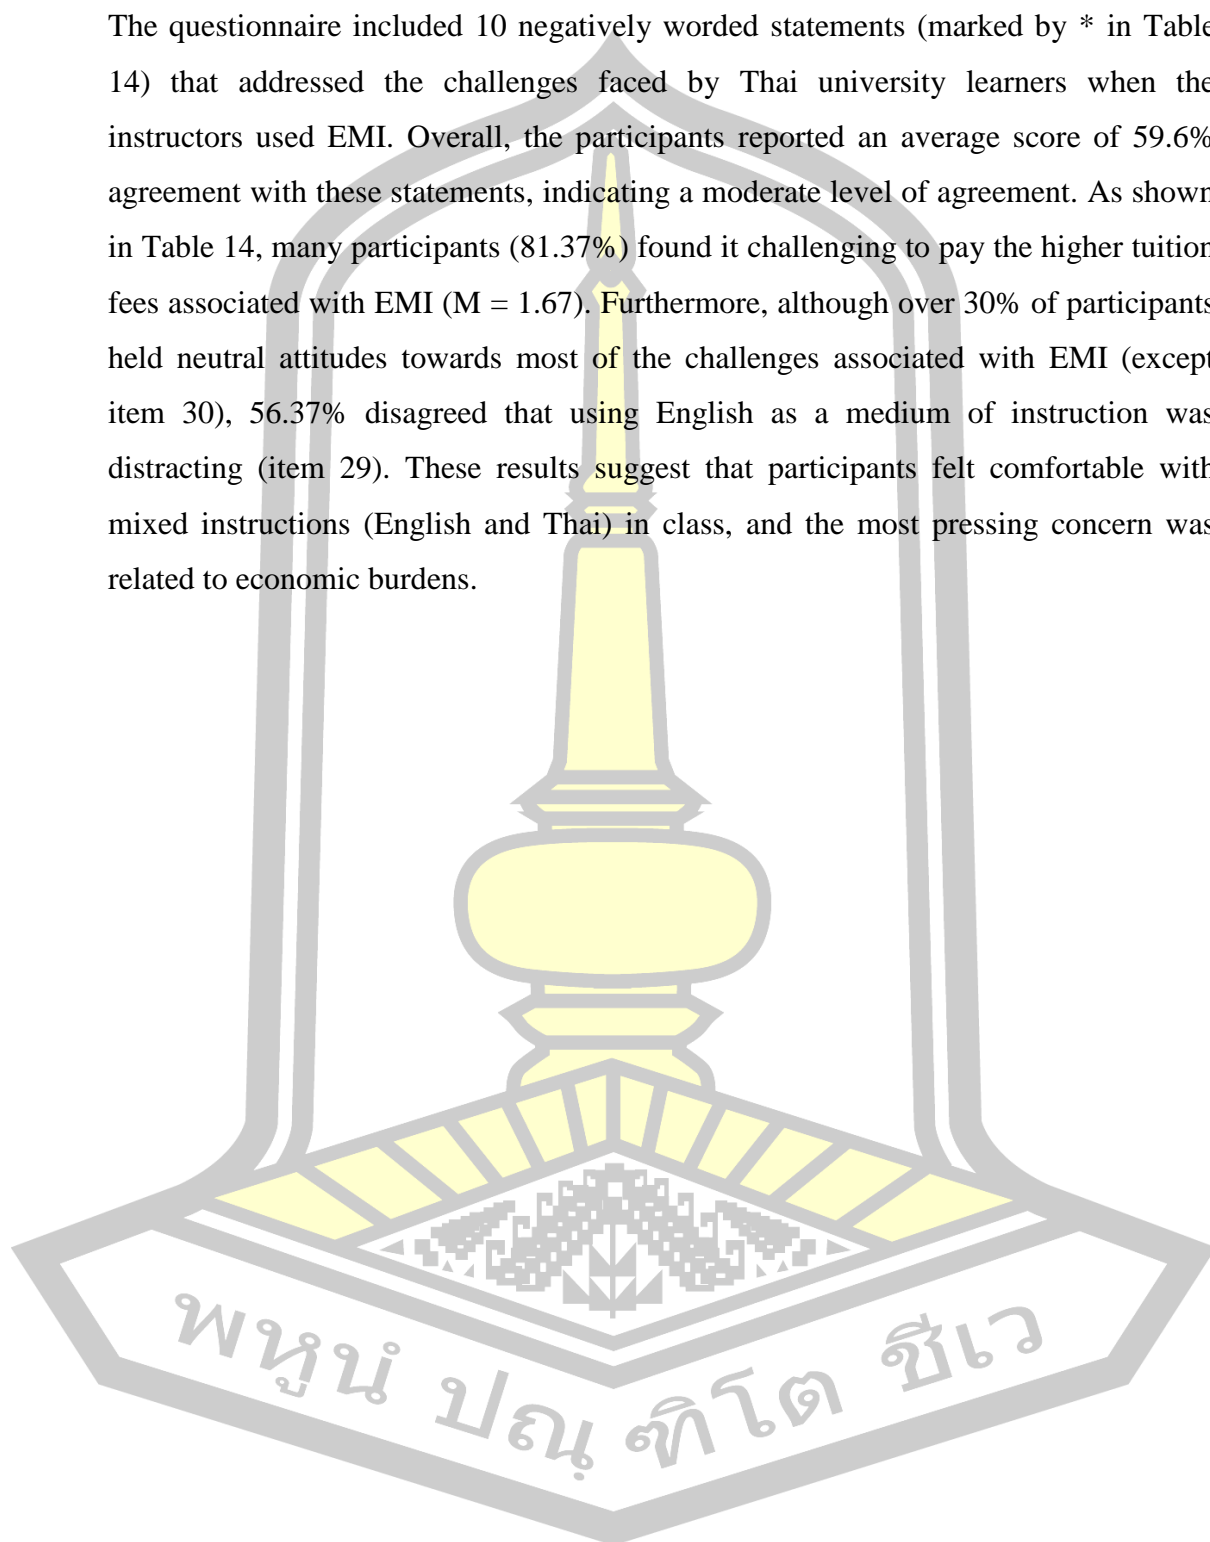 The questionnaire included 10 negatively worded statements (marked by * in Table
14) that addressed the challenges faced by Thai university learners when the
instructors used EMI. Overall, the participants reported an average score of 59.6%
agreement with these statements, indicating a moderate level of agreement. As shown
in Table 14, many participants (81.37%) found it challenging to pay the higher tuition
fees associated with EMI (M = 1.67). Furthermore, although over 30% of participants
held neutral attitudes towards most of the challenges associated with EMI (except
item 30), 56.37% disagreed that using English as a medium of instruction was
distracting (item 29). These results suggest that participants felt comfortable with
mixed instructions (English and Thai) in class, and the most pressing concern was
related to economic burdens.
พหูนํ ปณฺฑิโต ชีเว